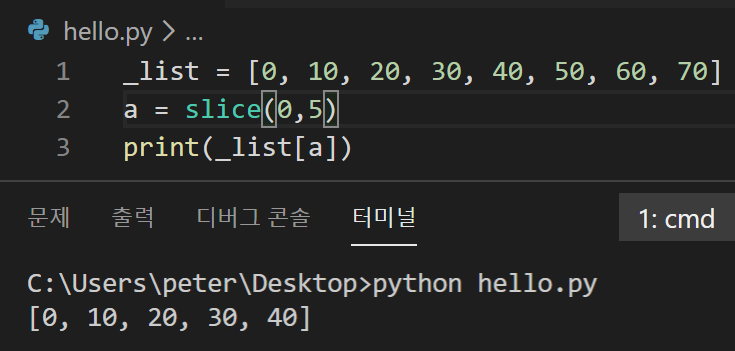 hello.py > ...
1 _list = [0, 10, 20, 30, 40, 50, 60, 70]
2 a = slice(0,5)
3 print(_list[a])
문제 출력 디버그 콘솔 터미널 1: cmd
C:\Users\peter\Desktop>python hello.py
[0, 10, 20, 30, 40]